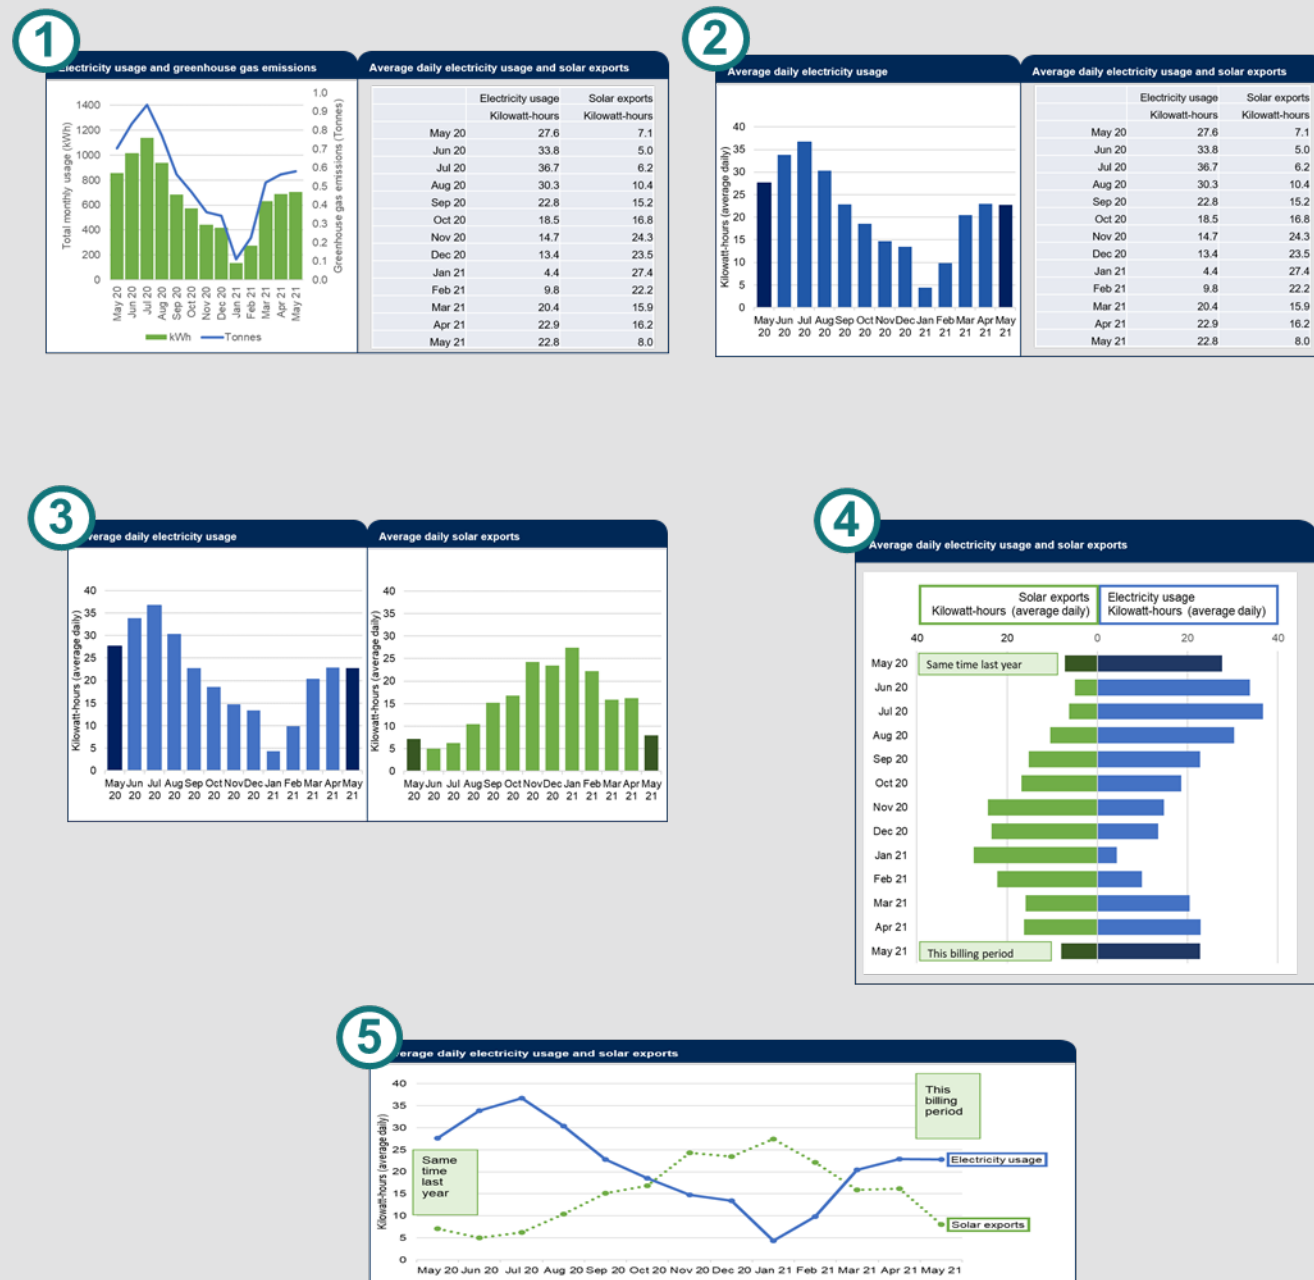 1
Electricity usage and greenhouse gas emissions
Total monthly usage (kWh)
1400
1200
1000
800
600
400
200
0
1.0
0.9
0.8
0.7
0.6
0.5
0.4
0.3
0.2
0.1
0.0
Greenhouse gas emissions (Tonnes)
May 20 Jun 20 Jul 20 Aug 20 Sep 20 Oct 20 Nov 20 Dec 20 Jan 21 Feb 21 Mar 21 Apr 21 May 21
kWh Tonnes
Average daily electricity usage and solar exports
Electricity usage Solar exports
Kilowatt-hours Kilowatt-hours
May 20 27.6 7.1
Jun 20 33.8 5.0
Jul 20 36.7 6.2
Aug 20 30.3 10.4
Sep 20 22.8 15.2
Oct 20 18.5 16.8
Nov 20 14.7 24.3
Dec 20 13.4 23.5
Jan 21 4.4 27.4
Feb 21 9.8 22.2
Mar 21 20.4 15.9
Apr 21 22.9 16.2
May 21 22.8 8.0
2
Average daily electricity usage
Kilowatt-hours (average daily)
40
35
30
25
20
15
10
5
0
May Jun Jul Aug Sep Oct Nov Dec Jan Feb Mar Apr May
20 20 20 20 20 20 20 20 21 21 21 21 21
Average daily electricity usage and solar exports
Electricity usage Solar exports
Kilowatt-hours Kilowatt-hours
May 20 27.6 7.1
Jun 20 33.8 5.0
Jul 20 36.7 6.2
Aug 20 30.3 10.4
Sep 20 22.8 15.2
Oct 20 18.5 16.8
Nov 20 14.7 24.3
Dec 20 13.4 23.5
Jan 21 4.4 27.4
Feb 21 9.8 22.2
Mar 21 20.4 15.9
Apr 21 22.9 16.2
May 21 22.8 8.0
3
erage daily electricity usage
Kilowatt-hours (average daily)
40
35
30
25
20
15
10
5
0
May Jun Jul Aug Sep Oct Nov Dec Jan Feb Mar Apr May
20 20 20 20 20 20 20 20 21 21 21 21 21
Average daily solar exports
Kilowatt-hours (average daily)
40
35
30
25
20
15
10
5
0
May Jun Jul Aug Sep Oct Nov Dec Jan Feb Mar Apr May
20 20 20 20 20 20 20 20 21 21 21 21 21
4
Average daily electricity usage and solar exports
Solar exports
Kilowatt-hours (average daily)
Electricity usage
Kilowatt-hours (average daily)
40 20 0 20 40
May 20 Same time last year
Jun 20
Jul 20
Aug 20
Sep 20
Oct 20
Nov 20
Dec 20
Jan 21
Feb 21
Mar 21
Apr 21
May 21 This billing period
5
erage daily electricity usage and solar exports
Kilowatt-hours (average daily)
40
35
30
25
20
15
10
5
0
Same
time
last
year
This
billing
period
Electricity usage
Solar exports
May 20 Jun 20 Jul 20 Aug 20 Sep 20 Oct 20 Nov 20 Dec 20 Jan 21 Feb 21 Mar 21 Apr 21 May 21